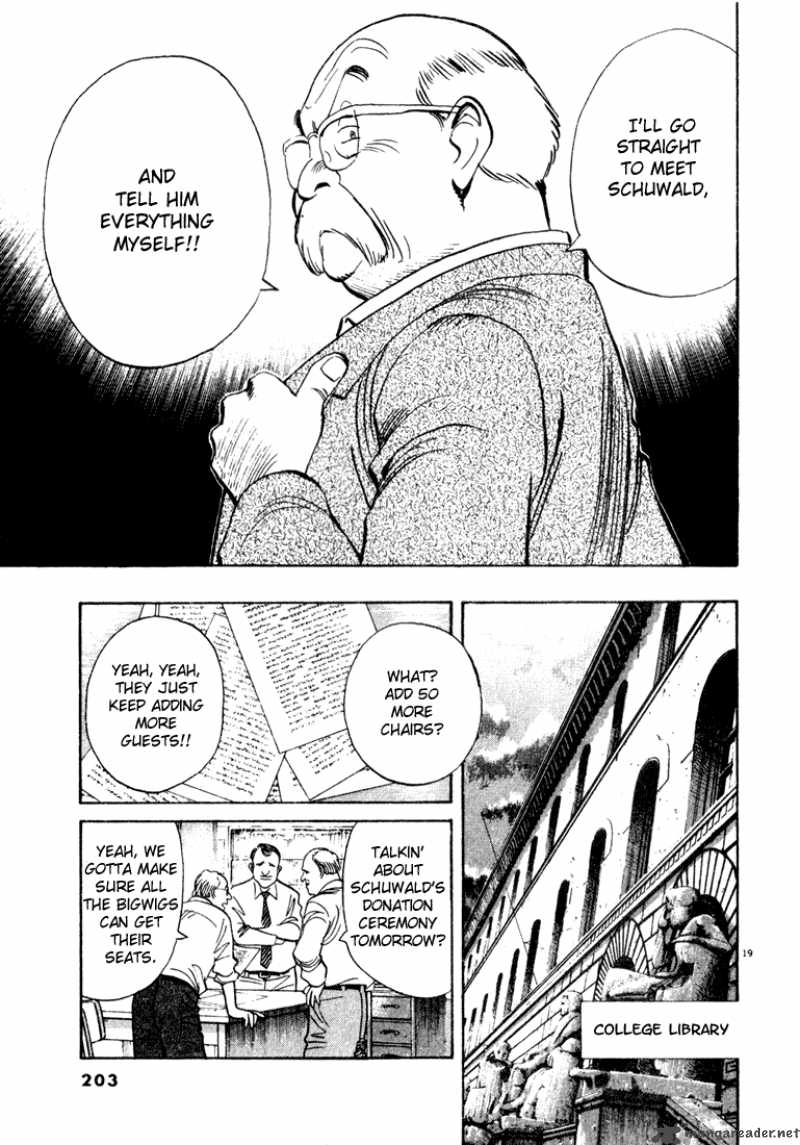 I'LL GO
STRAIGHT
TO MEET
SCHUWALD,
AND
TELL HIM
EVERYTHING
MYSELF!!
COLLEGE LIBRARY
19
WHAT?
ADD 50
MORE
CHAIRS?
YEAH, YEAH,
THEY JUST
KEEP ADDING
MORE
GUESTS!!
TALKIN'
ABOUT
SCHUWALD'S
DONATION
CEREMONY
TOMORROW?
YEAH, WE
GOTTA MAKE
SURE ALL
THE BIGWIGS
CAN GET
THEIR
SEATS.
203
mangareader.net